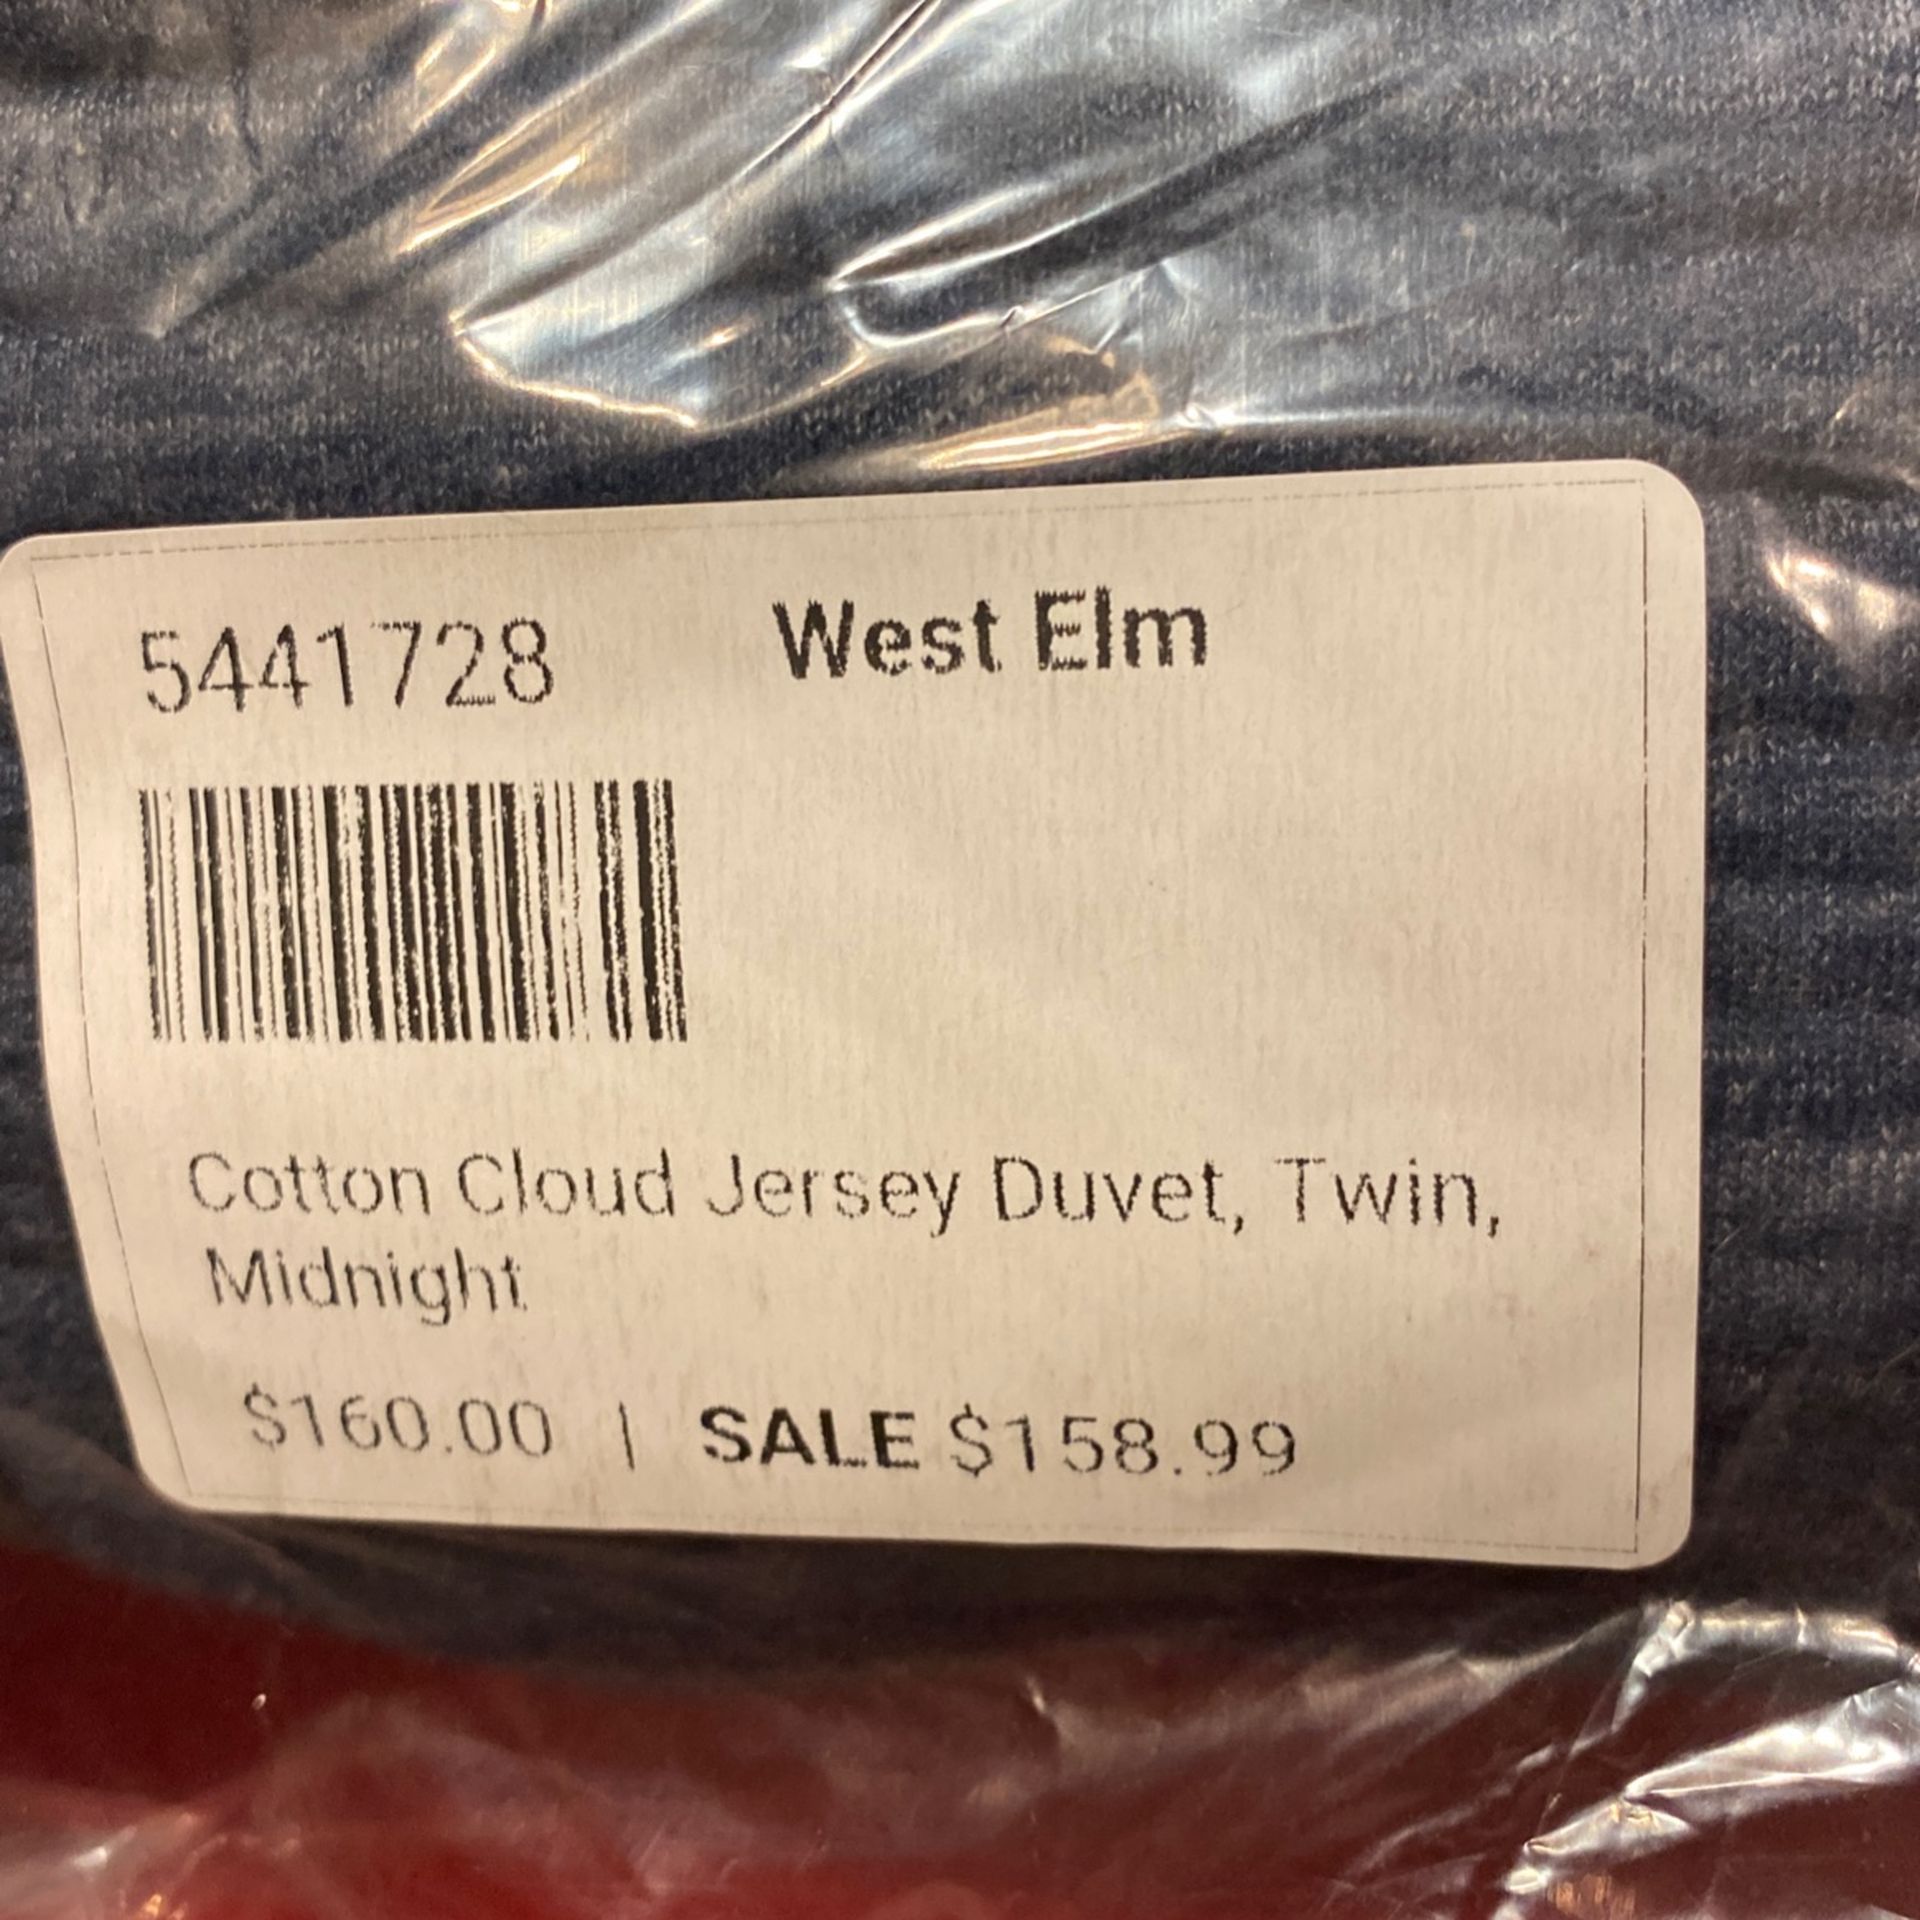 5441728 West Elm
Cotton Cloud Jersey Duvet, Twin,
Midnight
$160.00 | SALE $158.99